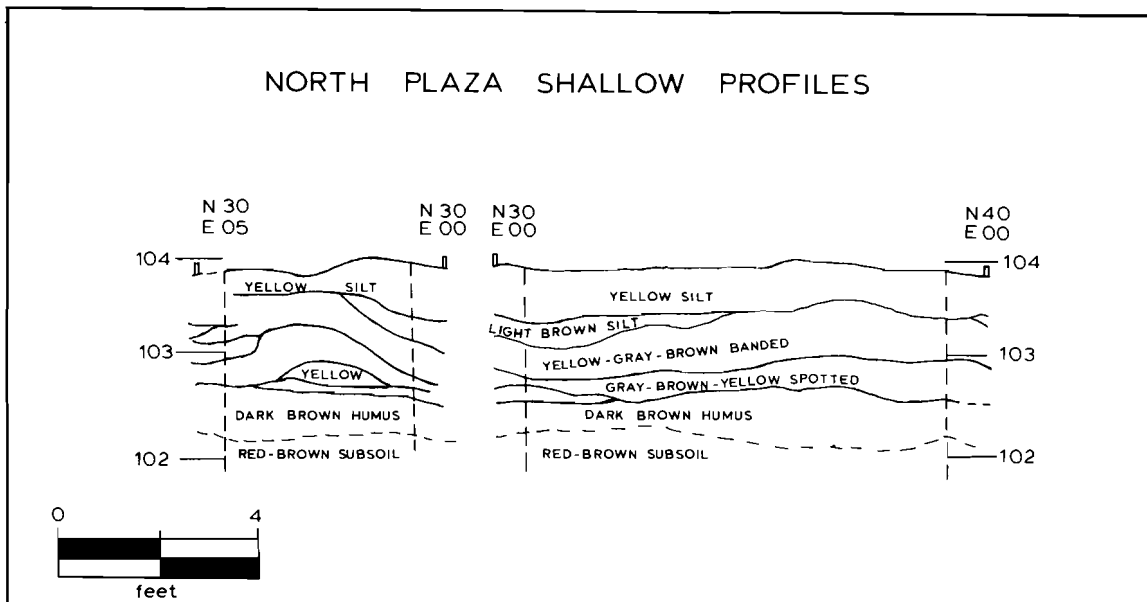 NORTH PLAZA SHALLOW PROFILES
N 30
E 05
N 30
E 00
N 30
E 00
N 40
E 00
104
104
YELLOW SILT
YELLOW SILT
LIGHT BROWN SILT
103
YELLOW-GRAY-BROWN BANDED
103
YELLOW
GRAY-BROWN-YELLOW SPOTTED
DARK BROWN HUMUS
DARK BROWN HUMUS
102
RED-BROWN SUBSOIL
RED-BROWN SUBSOIL
102
0 4
feet